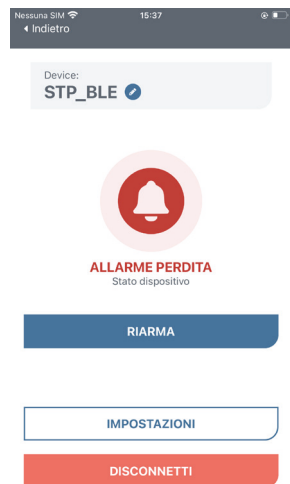 Nessuna SIM 15:37
Indietro
Device:
STP_BLE
ALLARME PERDITA
Stato dispositivo
RIARMA
IMPOSTAZIONI
DISCONNETTI